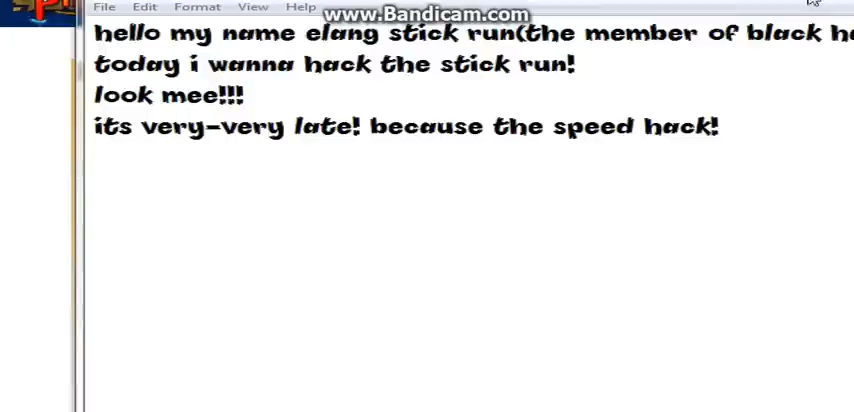 www.Bandicam.com
File Edit Format View Help
hello my name elang stick run(the member of black
today i wanna hack the stick run!
look mee!!!
its very-very late! because the speed hack!